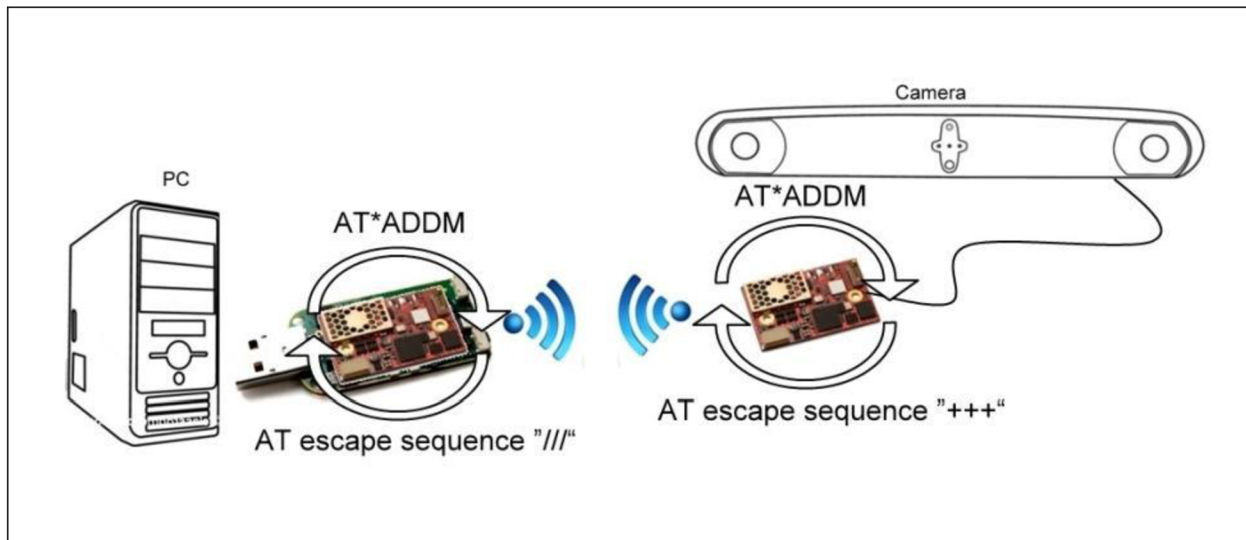 Camera
PC
AT*ADDM
AT*ADDM
AT escape sequence ”+++“
AT escape sequence ”///“